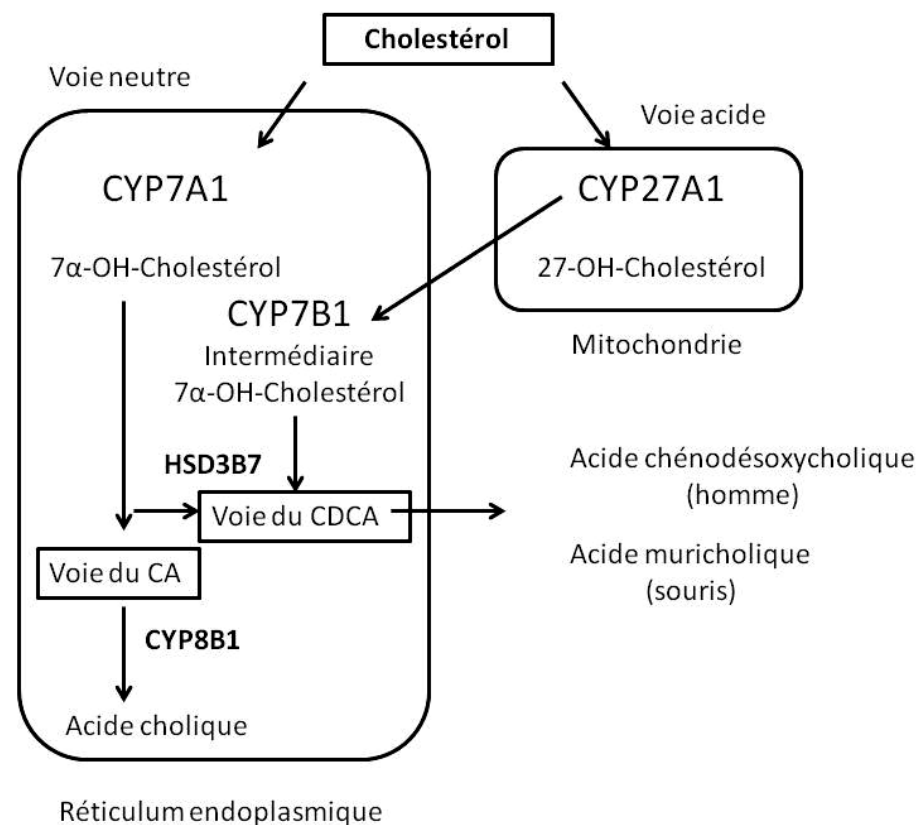 Cholestérol
Voie neutre
Voie acide
CYP7A1
CYP27A1
7α-OH-Cholestérol
27-OH-Cholestérol
CYP7B1
Intermédiaire
7α-OH-Cholestérol
Mitochondrie
HSD3B7
Voie du CDCA
Acide chénodésoxycholique
(homme)
Acide muricholique
(souris)
Voie du CA
CYP8B1
Acide cholique
Réticulum endoplasmique